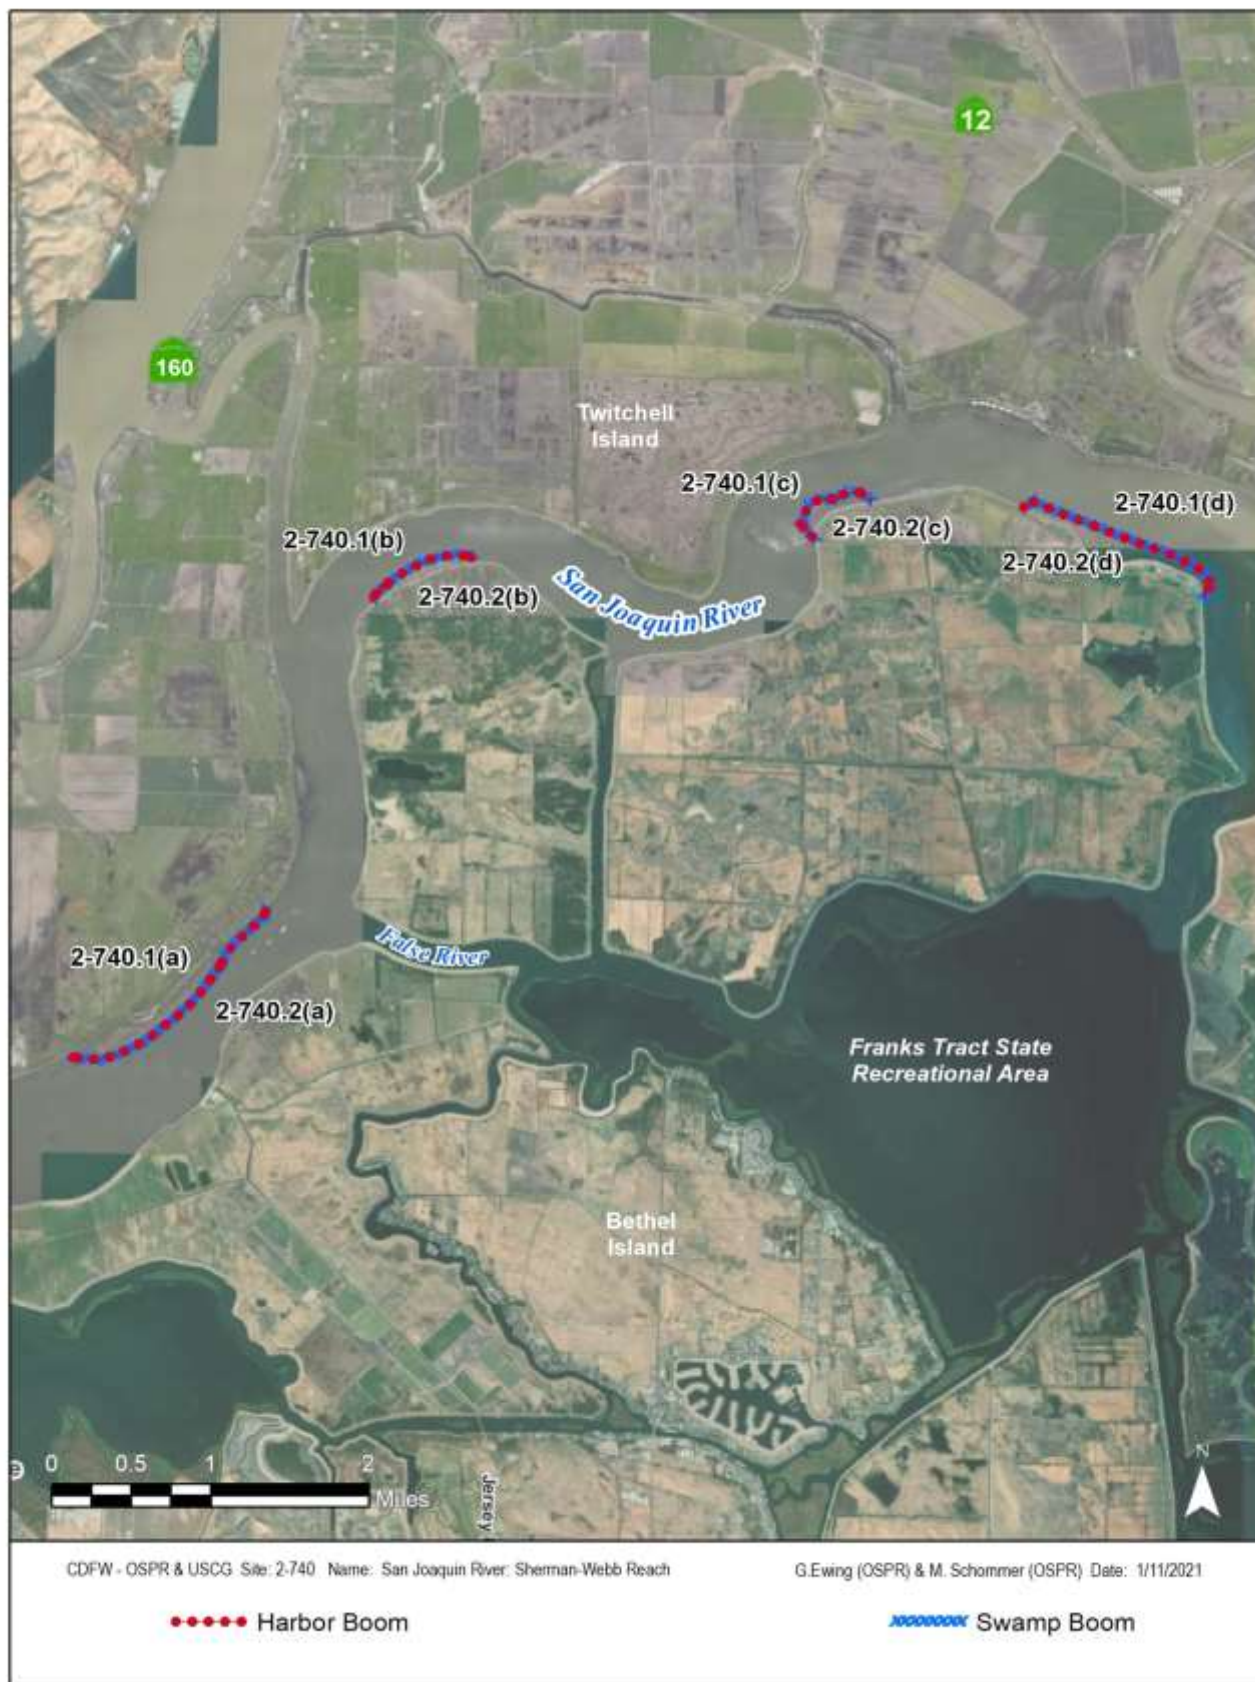 12
160
Twitchell
Island
2-740.1(c)
2-740.1(d)
2-740.2(c)
2-740.1(b)
2-740.2(d)
2-740.2(b)
San Joaquin River
False River
2-740.1(a)
2-740.2(a)
Franks Tract State
Recreational Area
Bethel
Island
0 0.5 1 2
Miles
Jersey
N
CDFW - OSPR & USCG Site: 2-740 Name: San Joaquin River: Sherman-Webb Reach
G.Ewing (OSPR) & M. Schommer (OSPR) Date: 1/11/2021
Harbor Boom
Swamp Boom